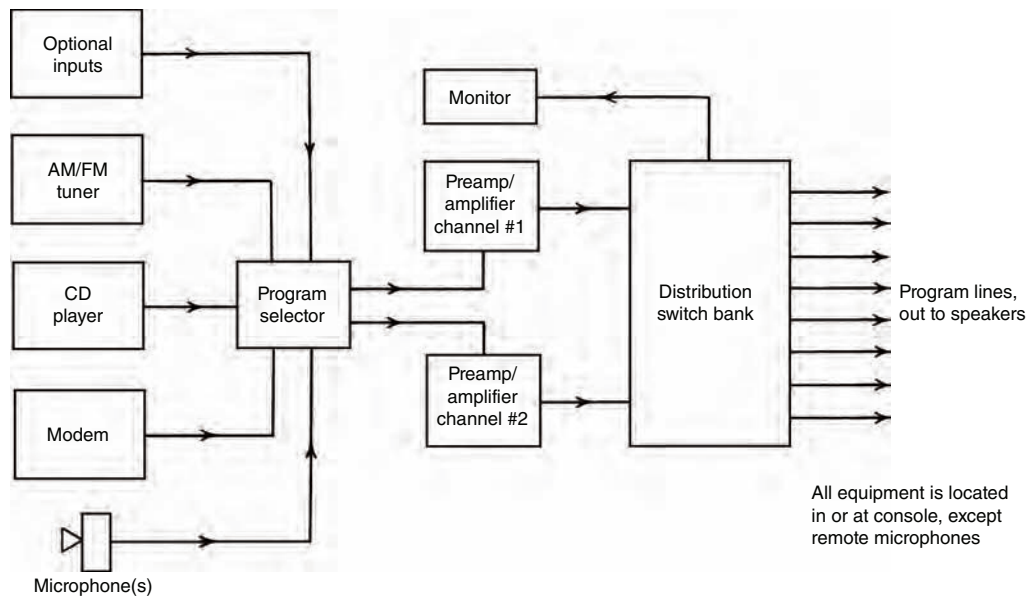 Optional
inputs
AM/FM
tuner
CD
player
Modem
Microphone(s)
Program
selector
Monitor
Preamp/
amplifier
channel #1
Preamp/
amplifier
channel #2
Distribution
switch bank
Program lines,
out to speakers
All equipment is located
in or at console, except
remote microphones